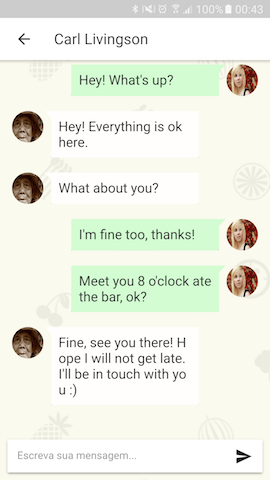 100% 00:43
Carl Livingson
Hey! What's up?
Hey! Everything is ok
here.
What about you?
I'm fine too, thanks!
Meet you 8 o'clock ate
the bar, ok?
Fine, see you there! H
ope I will not get late.
I'll be in touch with yo
u :)
Escreva sua mensagem...